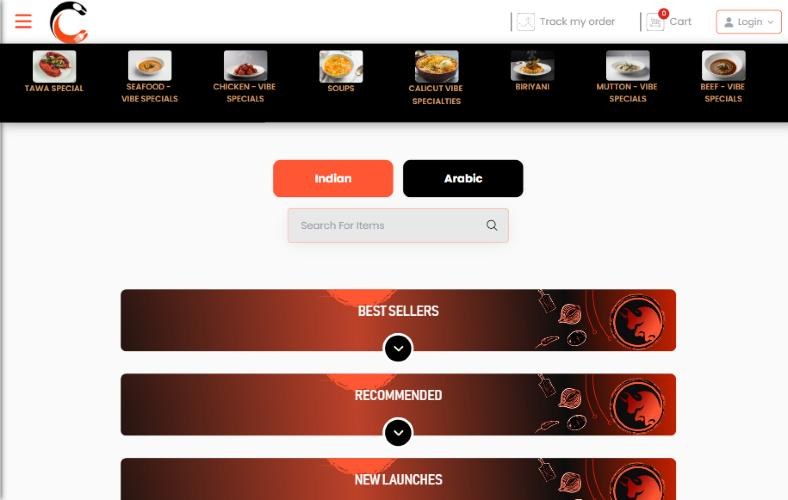 Track my order
0
Cart
Login
TAWA SPECIAL
SEAFOOD -
VIBE SPECIALS
CHICKEN - VIBE
SPECIALS
SOUPS
CALICUT VIBE
SPECIALTIES
BIRIYANI
MUTTON - VIBE
SPECIALS
BEEF - VIBE
SPECIALS
Indian
Arabic
Search For Items
BEST SELLERS
RECOMMENDED
NEW LAUNCHES